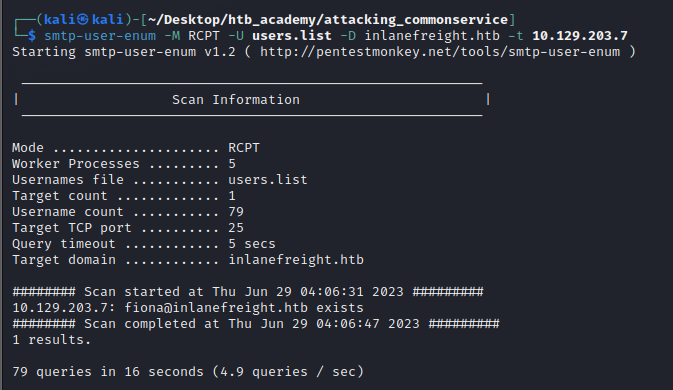 ┌──(kali㉿kali)-[~/Desktop/htb_academy/attacking_commonservice]
└─$ smtp-user-enum -M RCPT -U users.list -D inlanefreight.htb -t 10.129.203.7
Starting smtp-user-enum v1.2 ( http://pentestmonkey.net/tools/smtp-user-enum )
| Scan Information |
Mode ..................... RCPT
Worker Processes ......... 5
Usernames file ........... users.list
Target count ............. 1
Username count ........... 79
Target TCP port .......... 25
Query timeout ............ 5 secs
Target domain ............ inlanefreight.htb
######## Scan started at Thu Jun 29 04:06:31 2023 #########
10.129.203.7: fiona@inlanefreight.htb exists
######## Scan completed at Thu Jun 29 04:06:47 2023 #########
1 results.
79 queries in 16 seconds (4.9 queries / sec)